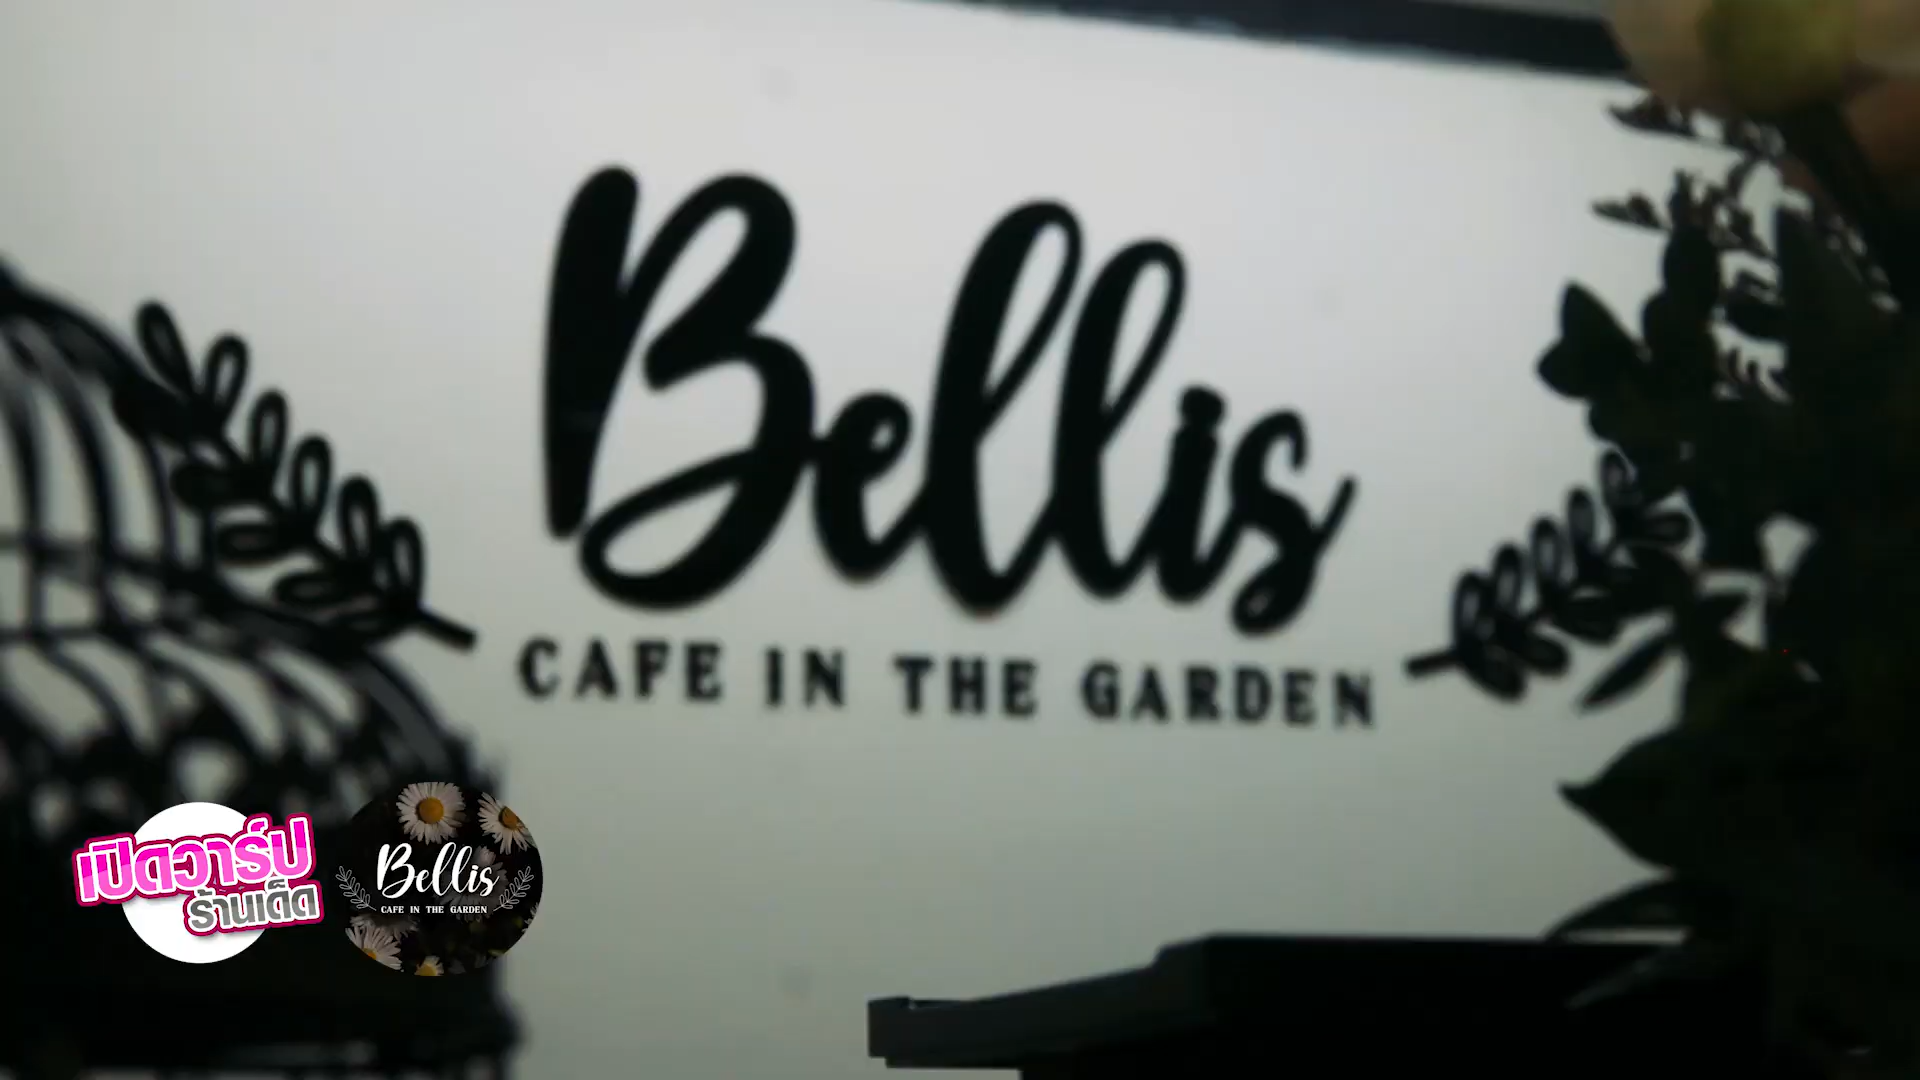 Bellis
CAFE IN THE GARDEN
เปิดวาร์ป
ร้านเด็ด
Bellis
CAFE IN THE GARDEN